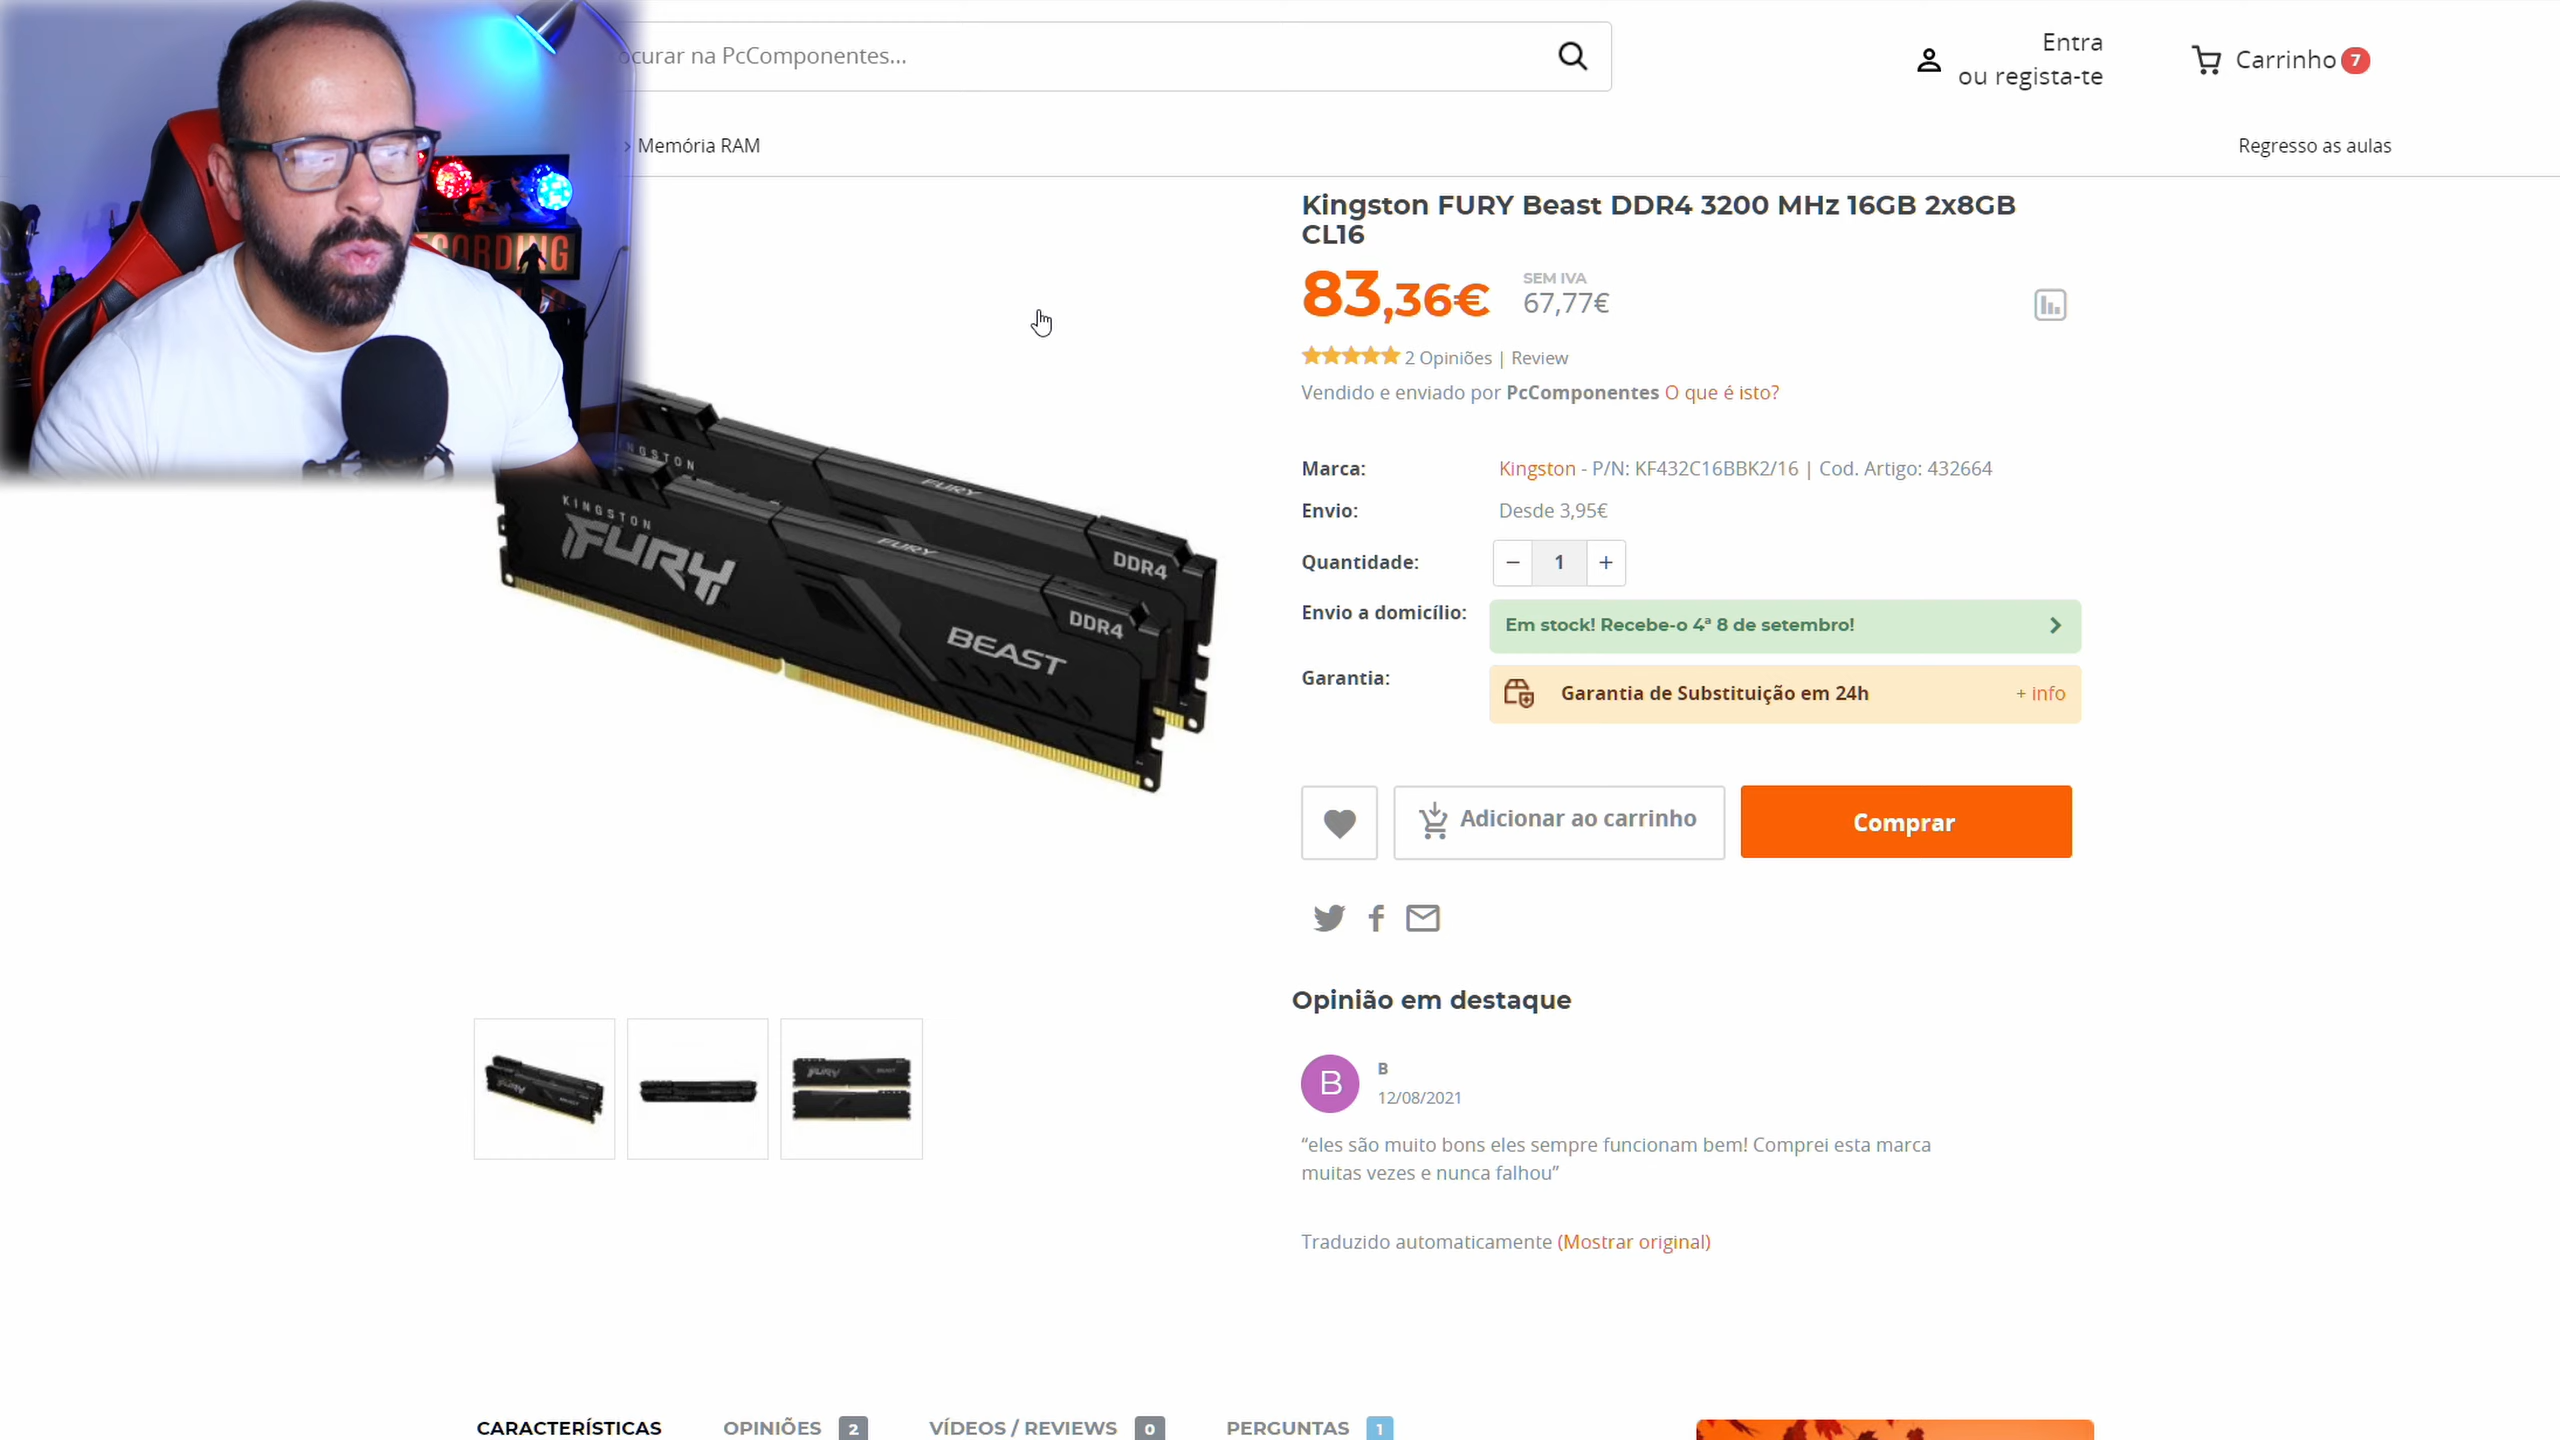 ocurar na PcComponentes...
Entra
ou regista-te
Carrinho 7
> Memória RAM
Regresso as aulas
CORDING
Kingston FURY Beast DDR4 3200 MHz 16GB 2x8GB
CL16
83,36€
SEM IVA
67,77€
2 Opiniões | Review
Vendido e enviado por PcComponentes O que é isto?
Marca: Kingston - P/N: KF432C16BBK2/16 | Cod. Artigo: 432664
Envio: Desde 3,95€
Quantidade: − 1 +
Envio a domicílio: Em stock! Recebe-o 4ª 8 de setembro!
Garantia: Garantia de Substituição em 24h + info
NGSTON
FURY
DDR4
KINGSTON
FURY
FURY
BEAST
DDR4
Adicionar ao carrinho
Comprar
Opinião em destaque
B
B
12/08/2021
“eles são muito bons eles sempre funcionam bem! Comprei esta marca
muitas vezes e nunca falhou”
Traduzido automaticamente (Mostrar original)
CARACTERÍSTICAS
OPINIÕES 2
VÍDEOS / REVIEWS 0
PERGUNTAS 1